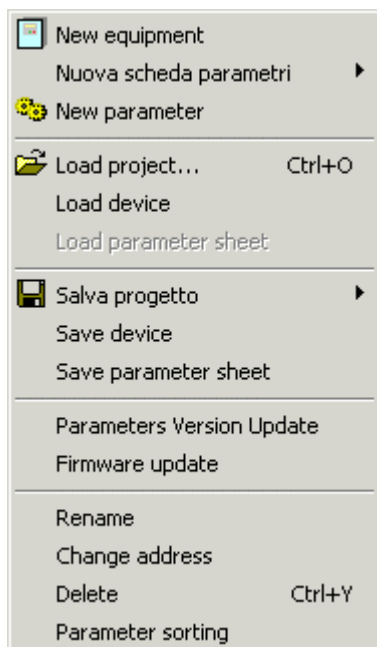 New equipment
Nuova scheda parametri
New parameter
Load project... Ctrl+O
Load device
Load parameter sheet
Salva progetto
Save device
Save parameter sheet
Parameters Version Update
Firmware update
Rename
Change address
Delete Ctrl+Y
Parameter sorting